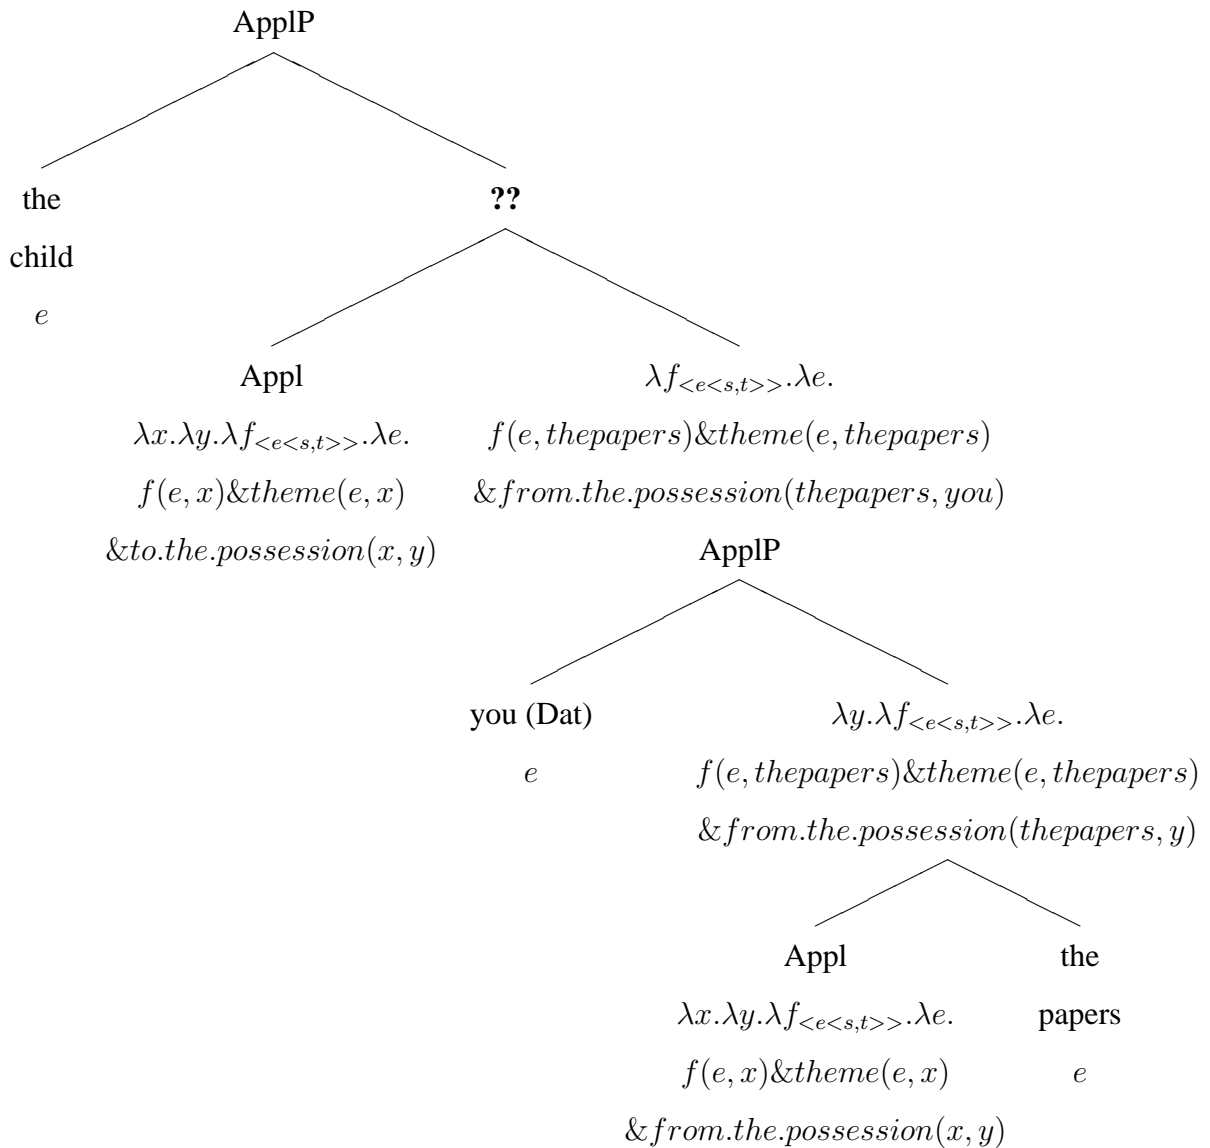 ApplP
the
child
e
??
Appl
λx.λy.λf<e<s,t>>.λe.
f(e, x)&theme(e, x)
&to.the.possession(x, y)
λf<e<s,t>>.λe.
f(e, thepapers)&theme(e, thepapers)
&from.the.possession(thepapers, you)
ApplP
you (Dat)
e
λy.λf<e<s,t>>.λe.
f(e, thepapers)&theme(e, thepapers)
&from.the.possession(thepapers, y)
Appl
λx.λy.λf<e<s,t>>.λe.
f(e, x)&theme(e, x)
&from.the.possession(x, y)
the
papers
e